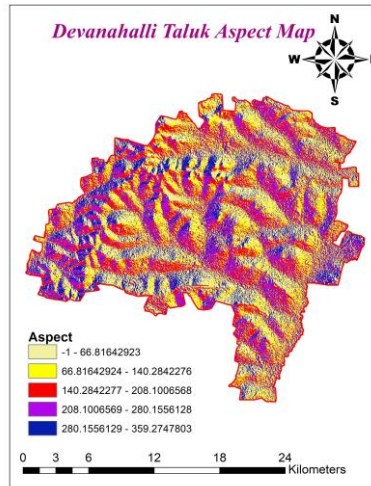 Devanahalli Taluk Aspect Map
N
W
S
Aspect
-1 - 66.81642923
66.81642924 - 140.2842276
140.2842277 - 208.1006568
208.1006569 - 280.1556128
280.1556129 - 359.2747803
0 3 6 12 18 24
Kilometers